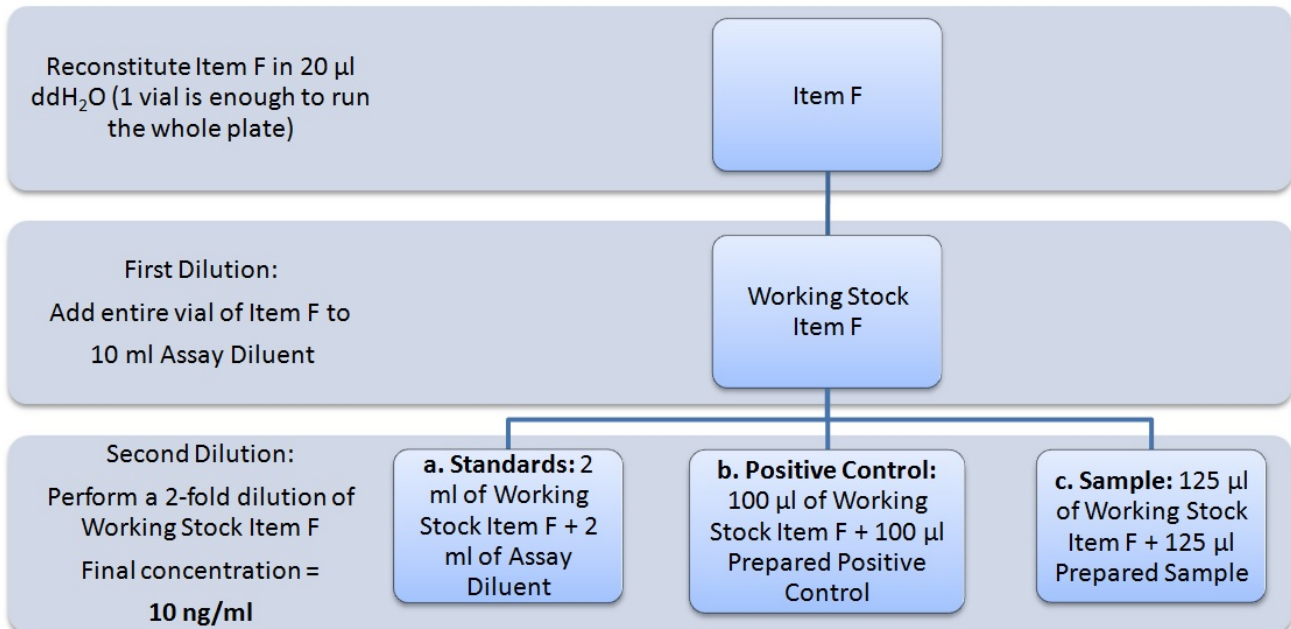 Reconstitute Item F in 20 µl
ddH₂O (1 vial is enough to run
the whole plate)
Item F
First Dilution:
Add entire vial of Item F to
10 ml Assay Diluent
Working Stock
Item F
Second Dilution:
Perform a 2-fold dilution of
Working Stock Item F
Final concentration =
10 ng/ml
a. Standards: 2
ml of Working
Stock Item F + 2
ml of Assay
Diluent
b. Positive Control:
100 µl of Working
Stock Item F + 100 µl
Prepared Positive
Control
c. Sample: 125 µl
of Working Stock
Item F + 125 µl
Prepared Sample